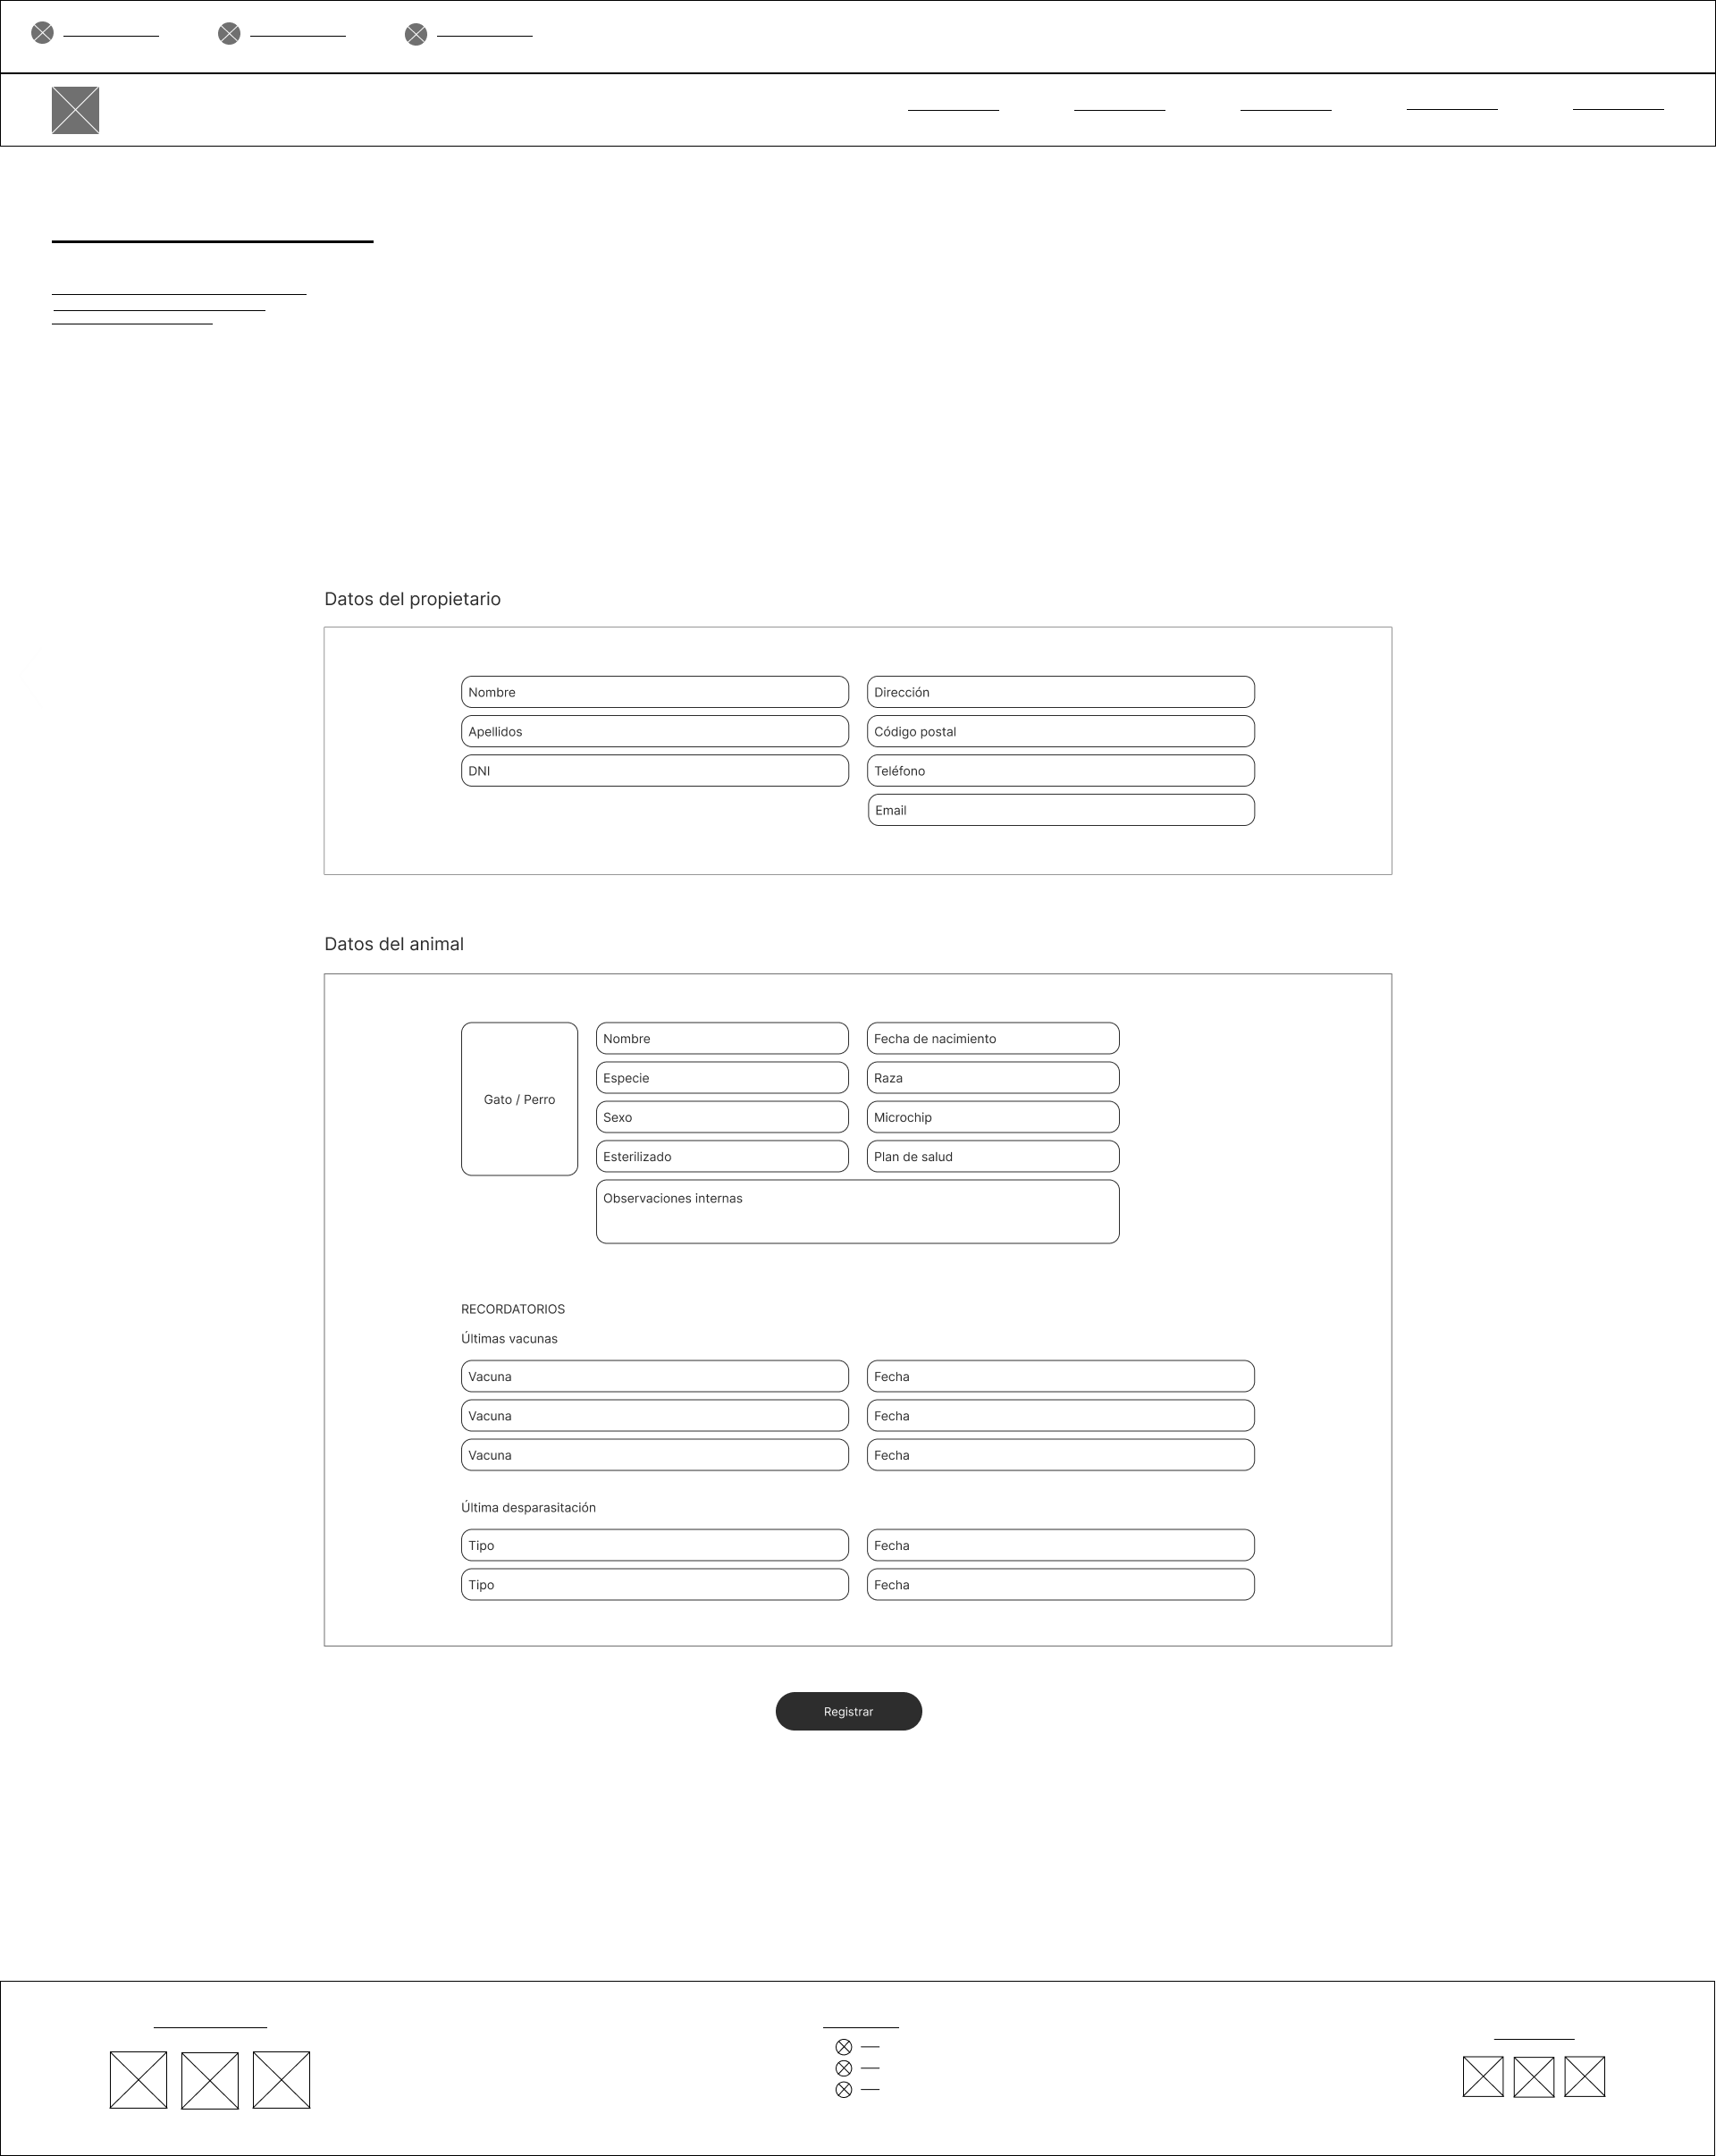 Datos del propietario
Nombre
Dirección
Apellidos
Código postal
DNI
Teléfono
Email
Datos del animal
Gato / Perro
Nombre
Fecha de nacimiento
Especie
Raza
Sexo
Microchip
Esterilizado
Plan de salud
Observaciones internas
RECORDATORIOS
Últimas vacunas
Vacuna
Fecha
Vacuna
Fecha
Vacuna
Fecha
Última desparasitación
Tipo
Fecha
Tipo
Fecha
Registrar